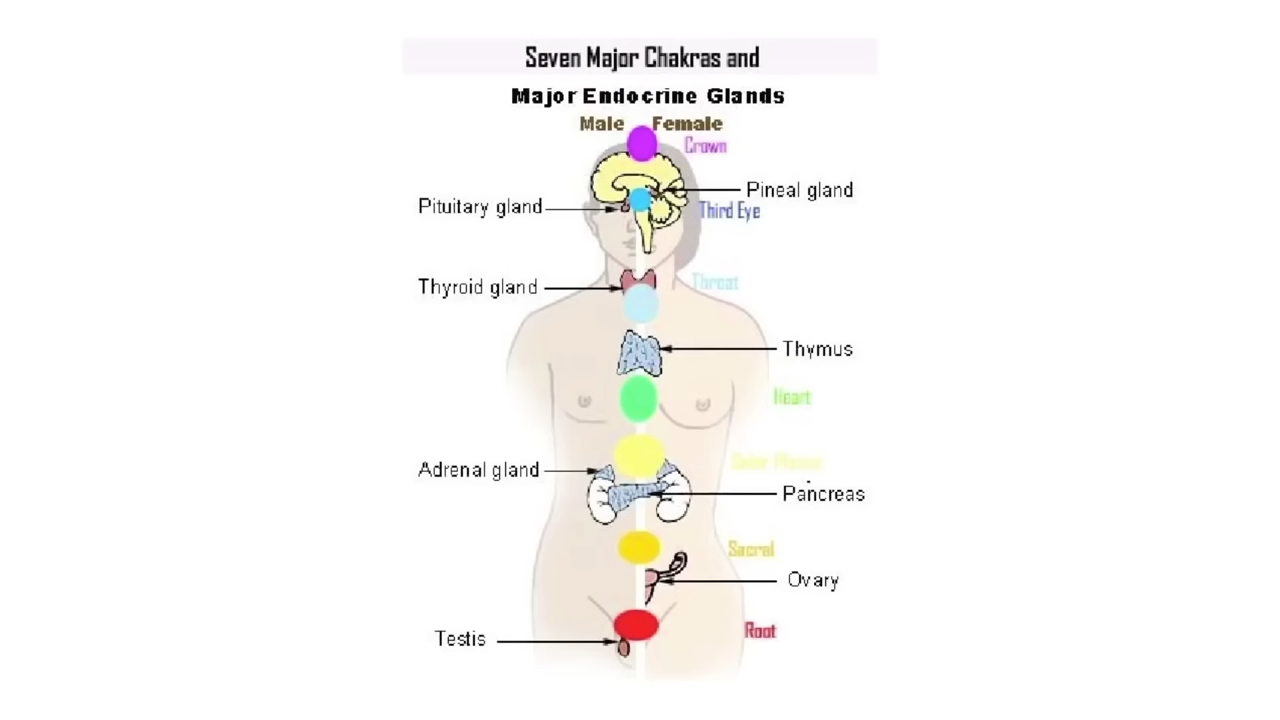 Seven Major Chakras and
Major Endocrine Glands
Male Female
Crown
Pineal gland
Pituitary gland
Third Eye
Thyroid gland
Throat
Thymus
Heart
Solar Plexus
Adrenal gland
Pancreas
Sacral
Ovary
Root
Testis